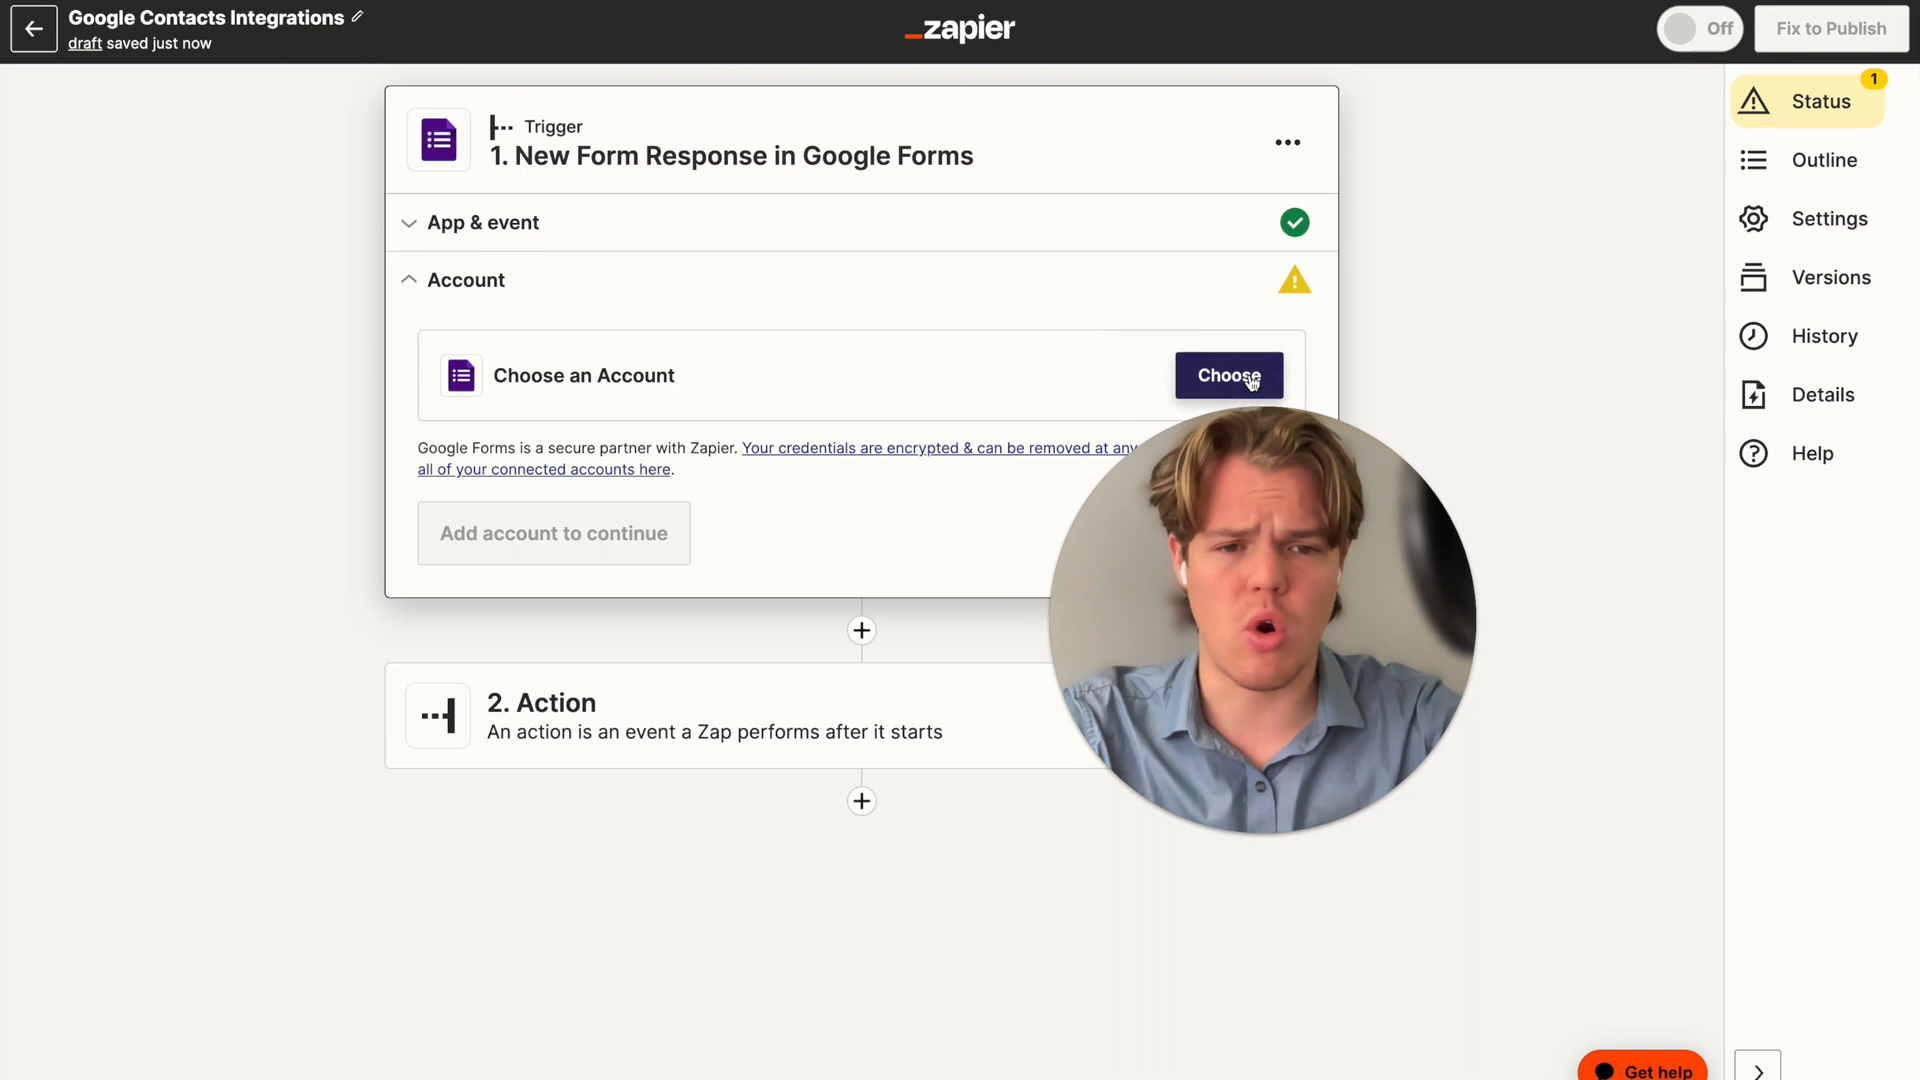 Google Contacts Integrations
draft saved just now
zapier
Off
Fix to Publish
Trigger
1. New Form Response in Google Forms
App & event
Account
Choose an Account
Choose
Google Forms is a secure partner with Zapier. Your credentials are encrypted & can be removed at any
all of your connected accounts here.
Add account to continue
2. Action
An action is an event a Zap performs after it starts
1
Status
Outline
Settings
Versions
History
Details
Help
Get help